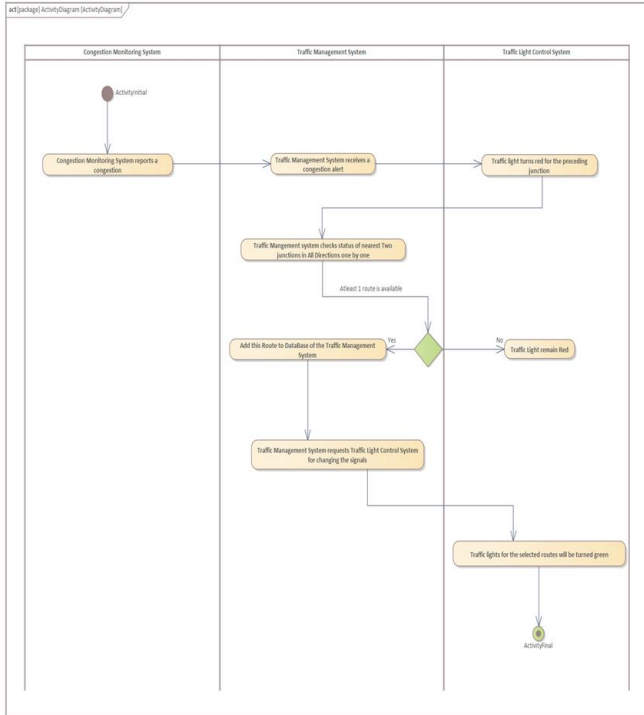 act [package] ActivityDiagram [ActivityDiagram]
Congestion Monitoring System
Traffic Management System
Traffic Light Control System
ActivityInitial
Congestion Monitoring System reports a
congestion
Traffic Management System receives a
congestion alert
Traffic light turns red for the preceding
junction
Traffic Mangement system checks status of nearest Two
junctions in All Directions one by one
Atleast 1 route is available
Add this Route to DataBase of the Traffic Management
System
Yes
No
Traffic Light remain Red
Traffic Management System requests Traffic Light Control System
for changing the signals
Traffic lights for the selected routes will be turned green
ActivityFinal